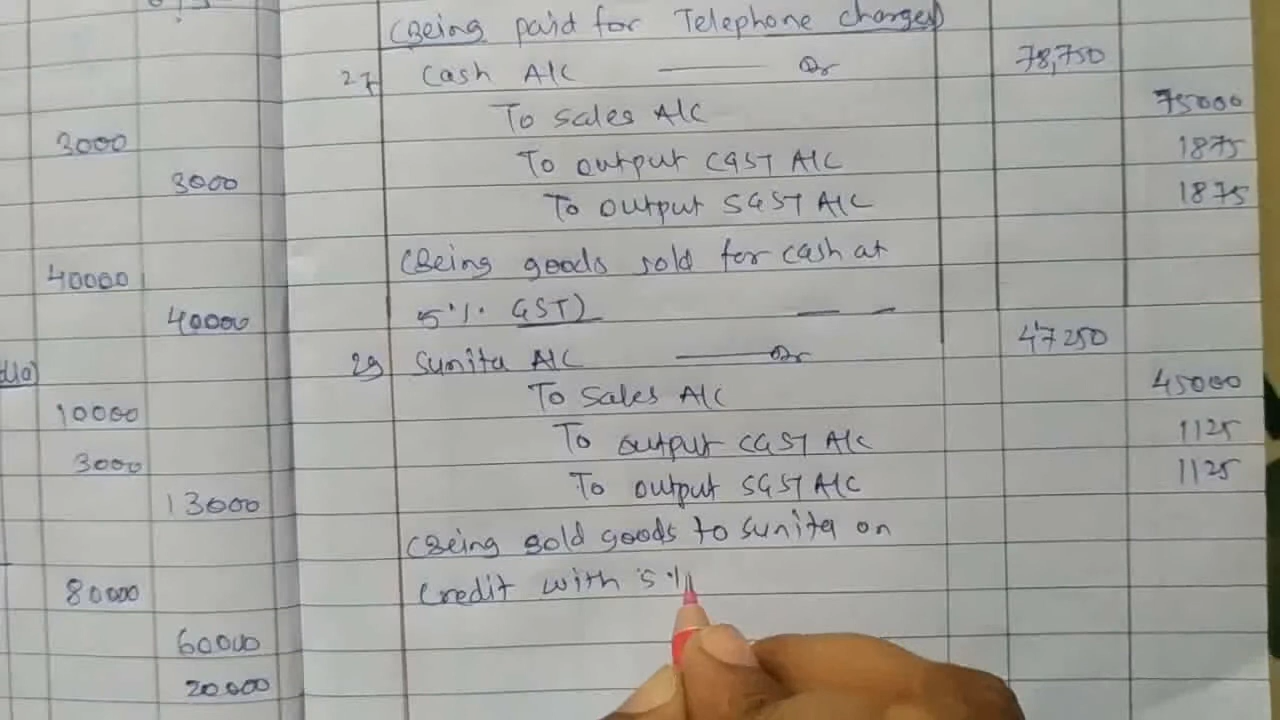 (Being paid for Telephone charges)
27 Cash A/C Dr 78,750
To sales A/C 75000
3000 To output CGST A/C 1875
3000 To output SGST A/C 1875
40000 (Being goods sold for cash at
40000 5%. GST)
29 Sunita A/C Dr 47250
10000 To Sales A/C 45000
3000 To output CGST A/C 1125
13000 To output SGST A/C 1125
(Being sold goods to sunita on
80000 Credit with 5%
60000
20000